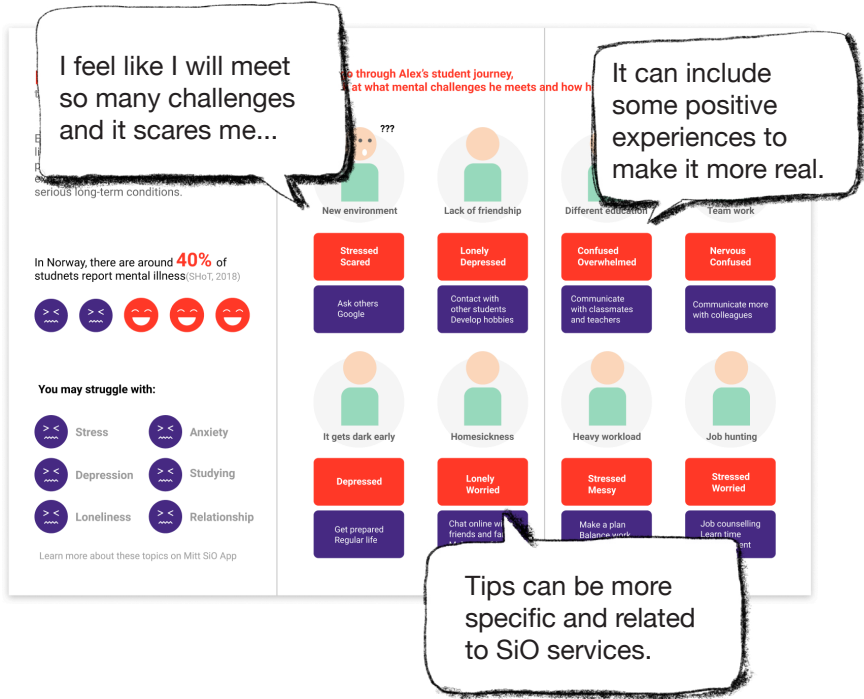 I feel like I will meet
so many challenges
and it scares me...
It can include
some positive
experiences to
make it more real.
o through Alex's student journey,
at what mental challenges he meets and how h
serious long-term conditions.
In Norway, there are around 40% of
studnets report mental illness(SHoT, 2018)
You may struggle with:
Stress
Anxiety
Depression
Studying
Loneliness
Relationship
Learn more about these topics on Mitt SiO App
???
New environment
Lack of friendship
Different education
Team work
Stressed
Scared
Lonely
Depressed
Confused
Overwhelmed
Nervous
Confused
Ask others
Google
Contact with
other students
Develop hobbies
Communicate
with classmates
and teachers
Communicate more
with colleagues
It gets dark early
Homesickness
Heavy workload
Job hunting
Depressed
Lonely
Worried
Stressed
Messy
Stressed
Worried
Get prepared
Regular life
Chat online
friends and
Make a plan
Balance work
Job counselling
Learn time
Tips can be more
specific and related
to SiO services.